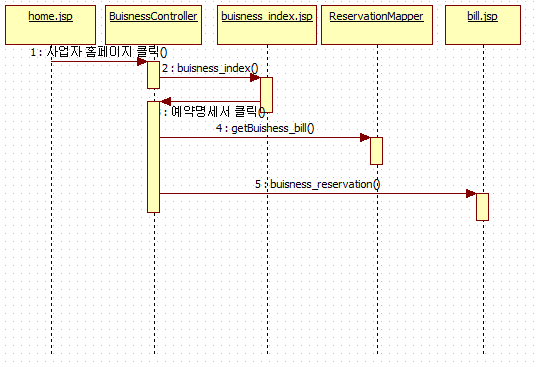 home.jsp BuisnessController buisness_index.jsp ReservationMapper bill.jsp
1 : 사업자 홈페이지 클릭()
2 : buisness_index()
: 예약명세서 클릭()
4 : getBuisness_bill()
5 : buisness_reservation()